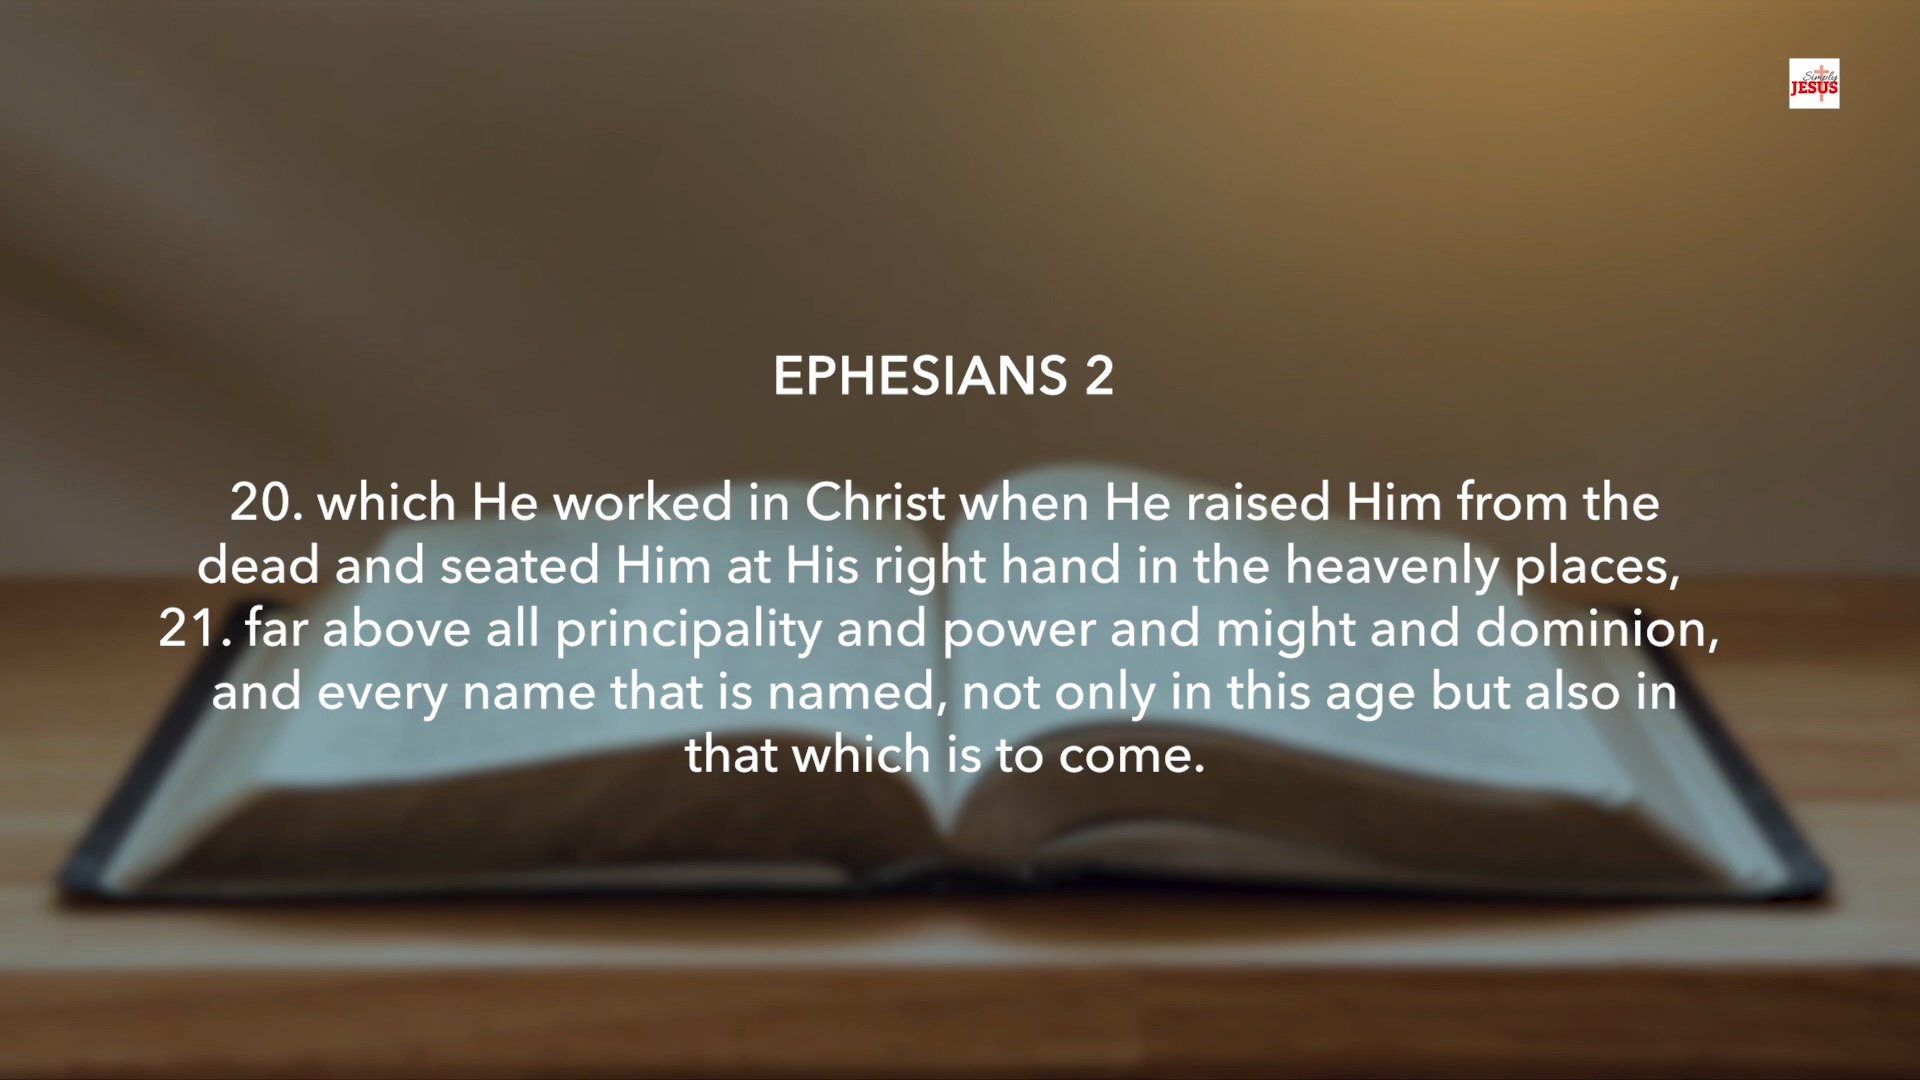 Simply
JESUS
EPHESIANS 2
20. which He worked in Christ when He raised Him from the
dead and seated Him at His right hand in the heavenly places,
21. far above all principality and power and might and dominion,
and every name that is named, not only in this age but also in
that which is to come.